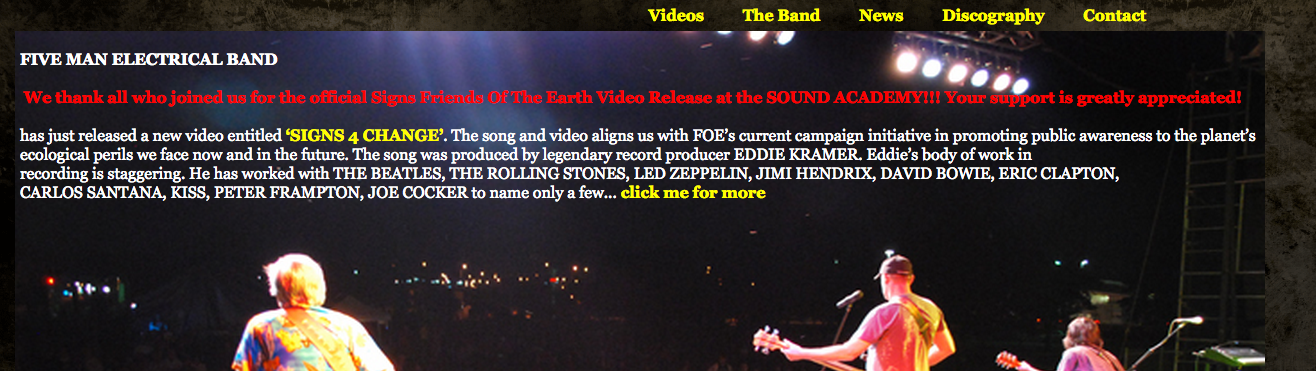 Videos The Band News Discography Contact
FIVE MAN ELECTRICAL BAND
We thank all who joined us for the official Signs Friends Of The Earth Video Release at the SOUND ACADEMY!!! Your support is greatly appreciated!
has just released a new video entitled ‘SIGNS 4 CHANGE’. The song and video aligns us with FOE’s current campaign initiative in promoting public awareness to the planet’s
ecological perils we face now and in the future. The song was produced by legendary record producer EDDIE KRAMER. Eddie’s body of work in
recording is staggering. He has worked with THE BEATLES, THE ROLLING STONES, LED ZEPPELIN, JIMI HENDRIX, DAVID BOWIE, ERIC CLAPTON,
CARLOS SANTANA, KISS, PETER FRAMPTON, JOE COCKER to name only a few... click me for more